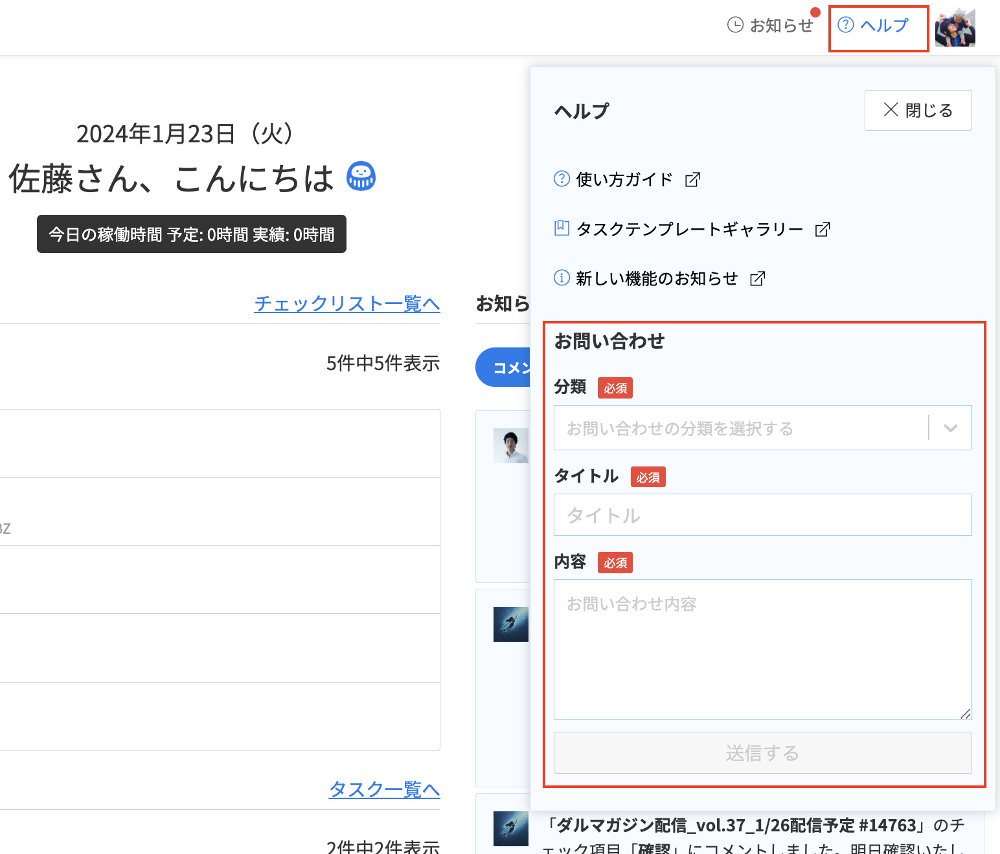 お知らせ
ヘルプ
2024年1月23日（火）
佐藤さん、こんにちは
今日の稼働時間 予定: 0時間 実績: 0時間
チェックリスト一覧へ
5件中5件表示
BZ
タスク一覧へ
2件中2件表示
お知ら
コメン
ヘルプ
閉じる
使い方ガイド
タスクテンプレートギャラリー
新しい機能のお知らせ
お問い合わせ
分類 必須
お問い合わせの分類を選択する
タイトル 必須
タイトル
内容 必須
お問い合わせ内容
送信する
「ダルマガジン配信_vol.37_1/26配信予定 #14763」のチ
ェック項目「確認」にコメントしました。明日確認いたし